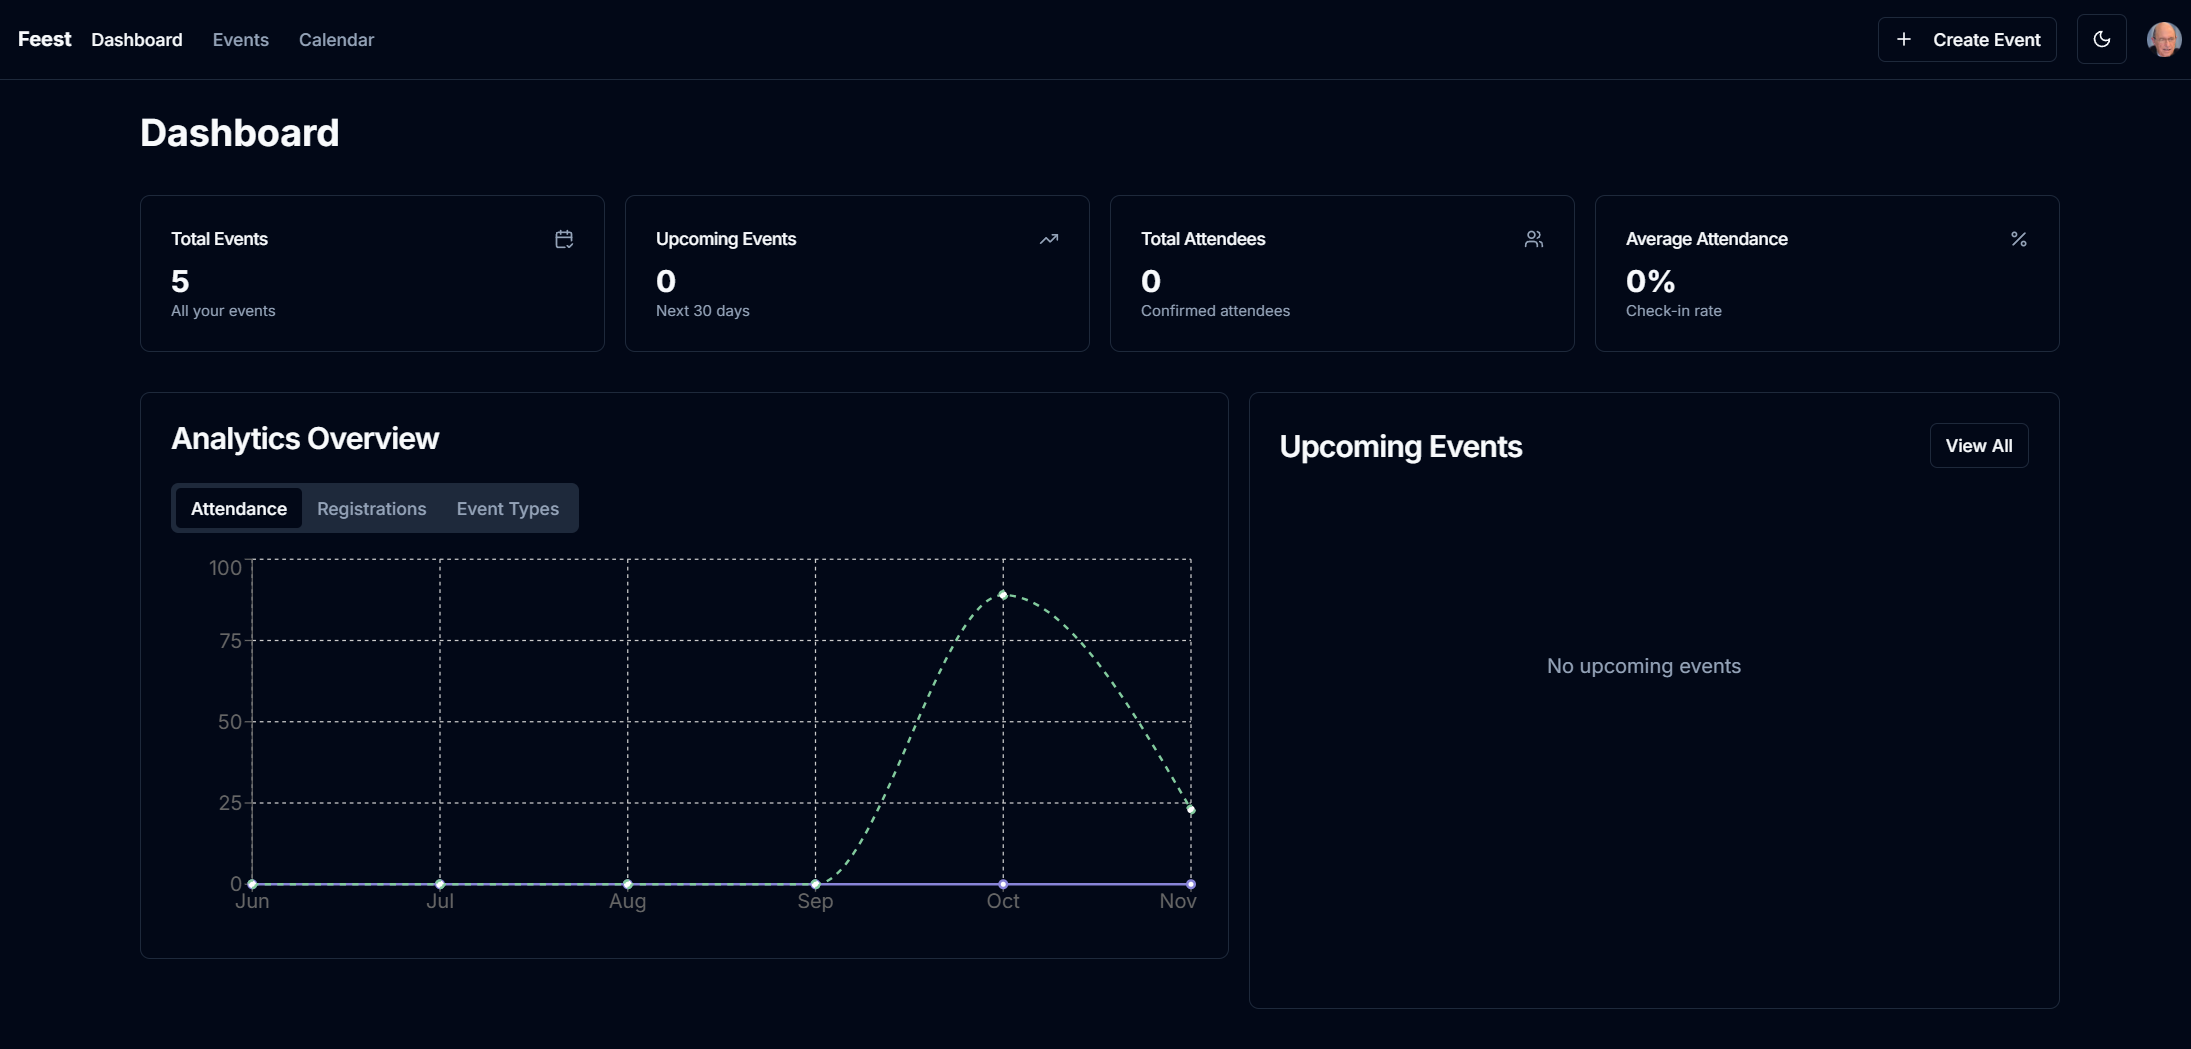 Feest Dashboard Events Calendar
+ Create Event
Dashboard
Total Events
5
All your events
Upcoming Events
0
Next 30 days
Total Attendees
0
Confirmed attendees
Average Attendance
0%
Check-in rate
Analytics Overview
Attendance Registrations Event Types
100
75
50
25
0
Jun Jul Aug Sep Oct Nov
Upcoming Events
View All
No upcoming events